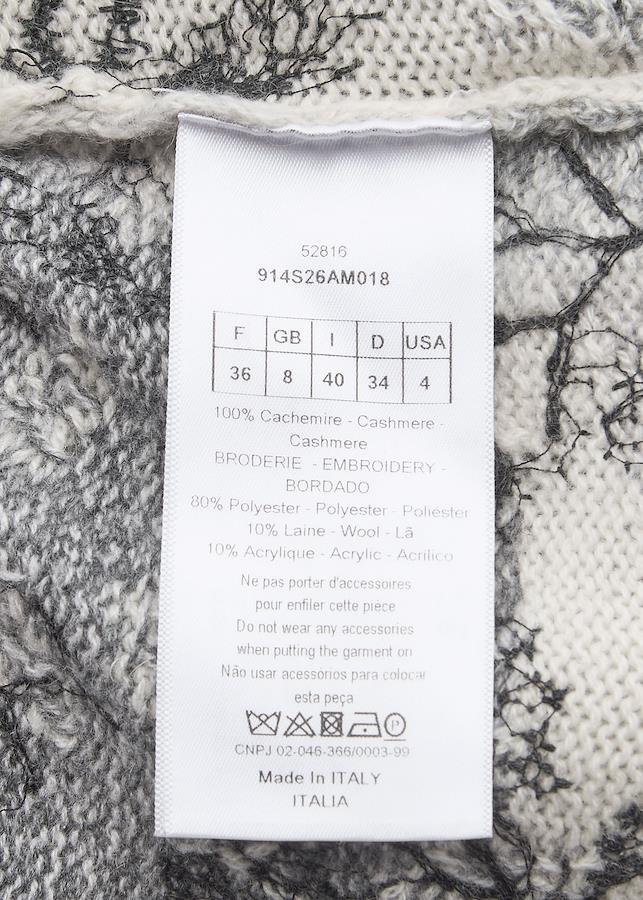 52816
914S26AM018
F GB I D USA
36 8 40 34 4
100% Cachemire - Cashmere -
Cashmere
BRODERIE - EMBROIDERY -
BORDADO
80% Polyester - Polyester - Poliéster
10% Laine - Wool - Lã
10% Acrylique - Acrylic - Acrílico
Ne pas porter d'accessoires
pour enfiler cette pièce
Do not wear any accessories
when putting the garment on
Não usar acessórios para colocar
esta peça
P
CNPJ 02-046-366/0003-99
Made In ITALY
ITALIA